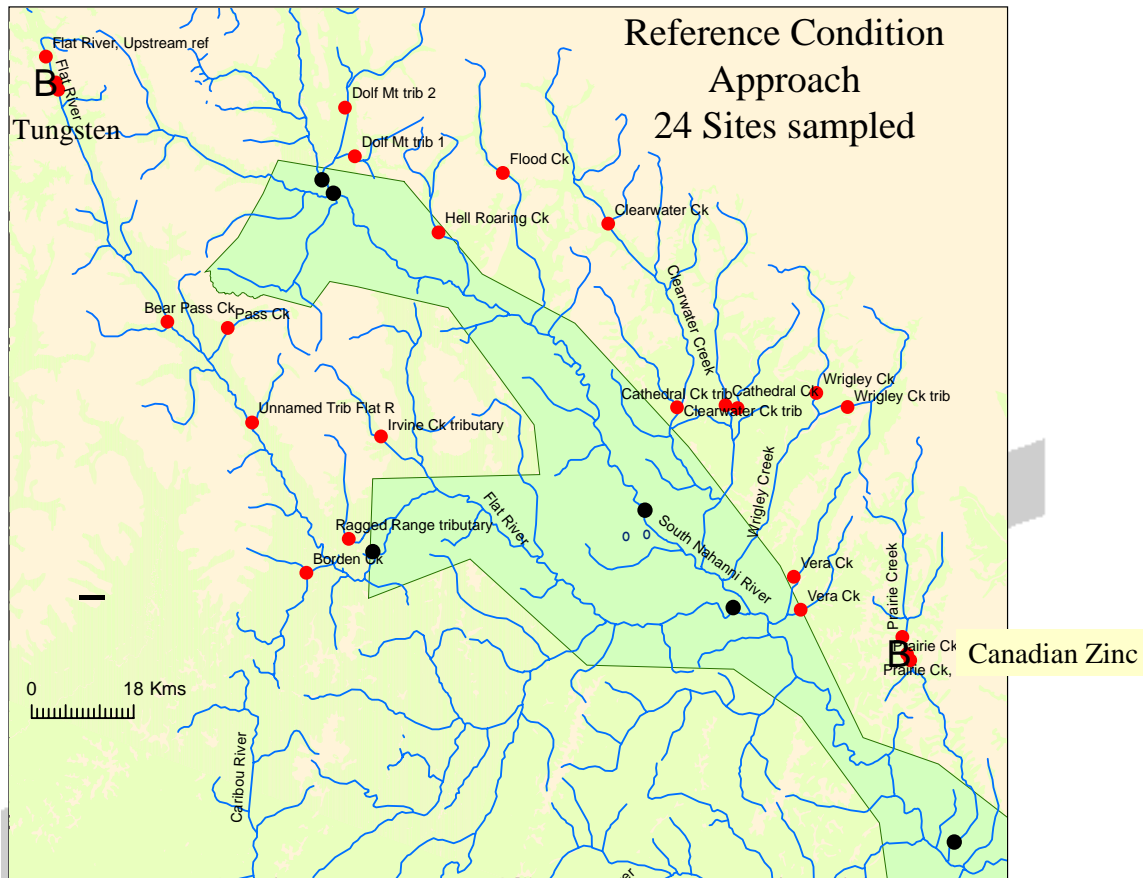 Reference Condition
Approach
24 Sites sampled
Flat River, Upstream ref
B
Flat River
Tungsten
Dolf Mt trib 2
Dolf Mt trib 1
Flood Ck
Hell Roaring Ck
Clearwater Ck
Clearwater Creek
Bear Pass Ck
Pass Ck
Unnamed Trib Flat R
Irvine Ck tributary
Cathedral Ck trib
Cathedral Ck
Clearwater Ck trib
Wrigley Ck
Wrigley Ck trib
Wrigley Creek
Flat River
South Nahanni River
Ragged Range tributary
Borden Ck
Vera Ck
Vera Ck
Prairie Creek
Prairie Ck
B
Prairie Ck,
Canadian Zinc
0 18 Kms
Caribou River